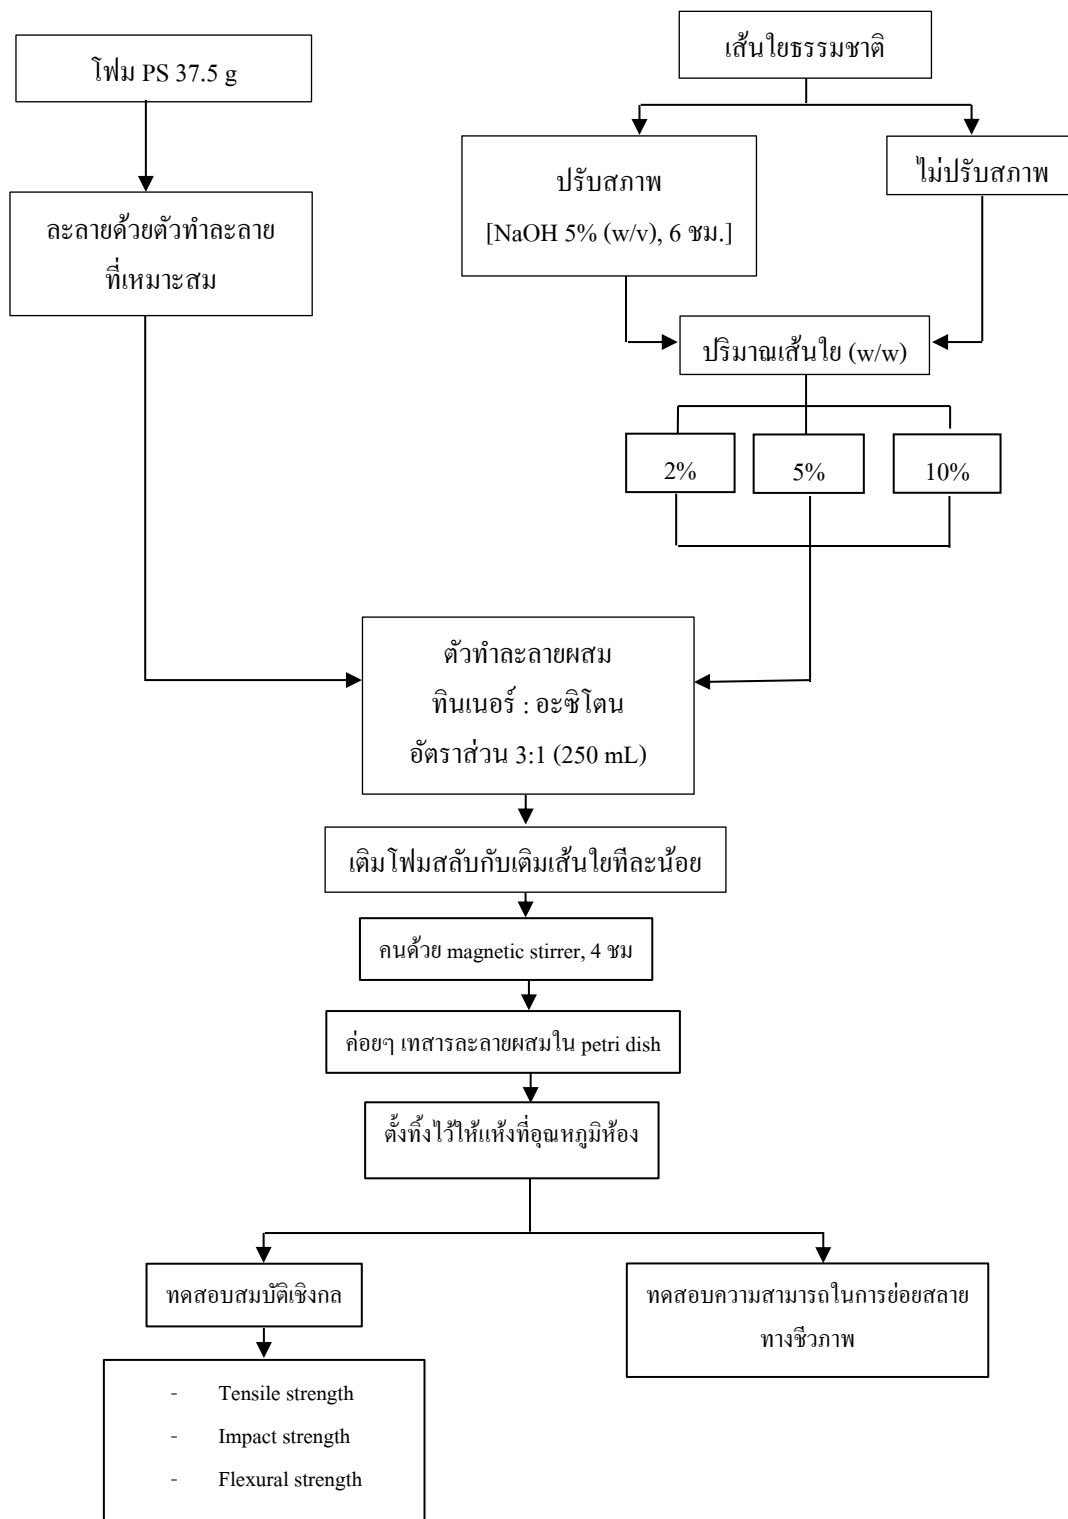 โฟม PS 37.5 g
ละลายด้วยตัวทำละลาย
ที่เหมาะสม
เส้นใยธรรมชาติ
ปรับสภาพ
[NaOH 5% (w/v), 6 ชม.]
ไม่ปรับสภาพ
ปริมาณเส้นใย (w/w)
2%
5%
10%
ตัวทำละลายผสม
ทินเนอร์ : อะซิโตน
อัตราส่วน 3:1 (250 mL)
เติมโฟมสลับกับเติมเส้นใยทีละน้อย
คนด้วย magnetic stirrer, 4 ชม
ค่อยๆ เทสารละลายผสมใน petri dish
ตั้งทิ้งไว้ให้แห้งที่อุณหภูมิห้อง
ทดสอบสมบัติเชิงกล
- Tensile strength
- Impact strength
- Flexural strength
ทดสอบความสามารถในการย่อยสลาย
ทางชีวภาพ